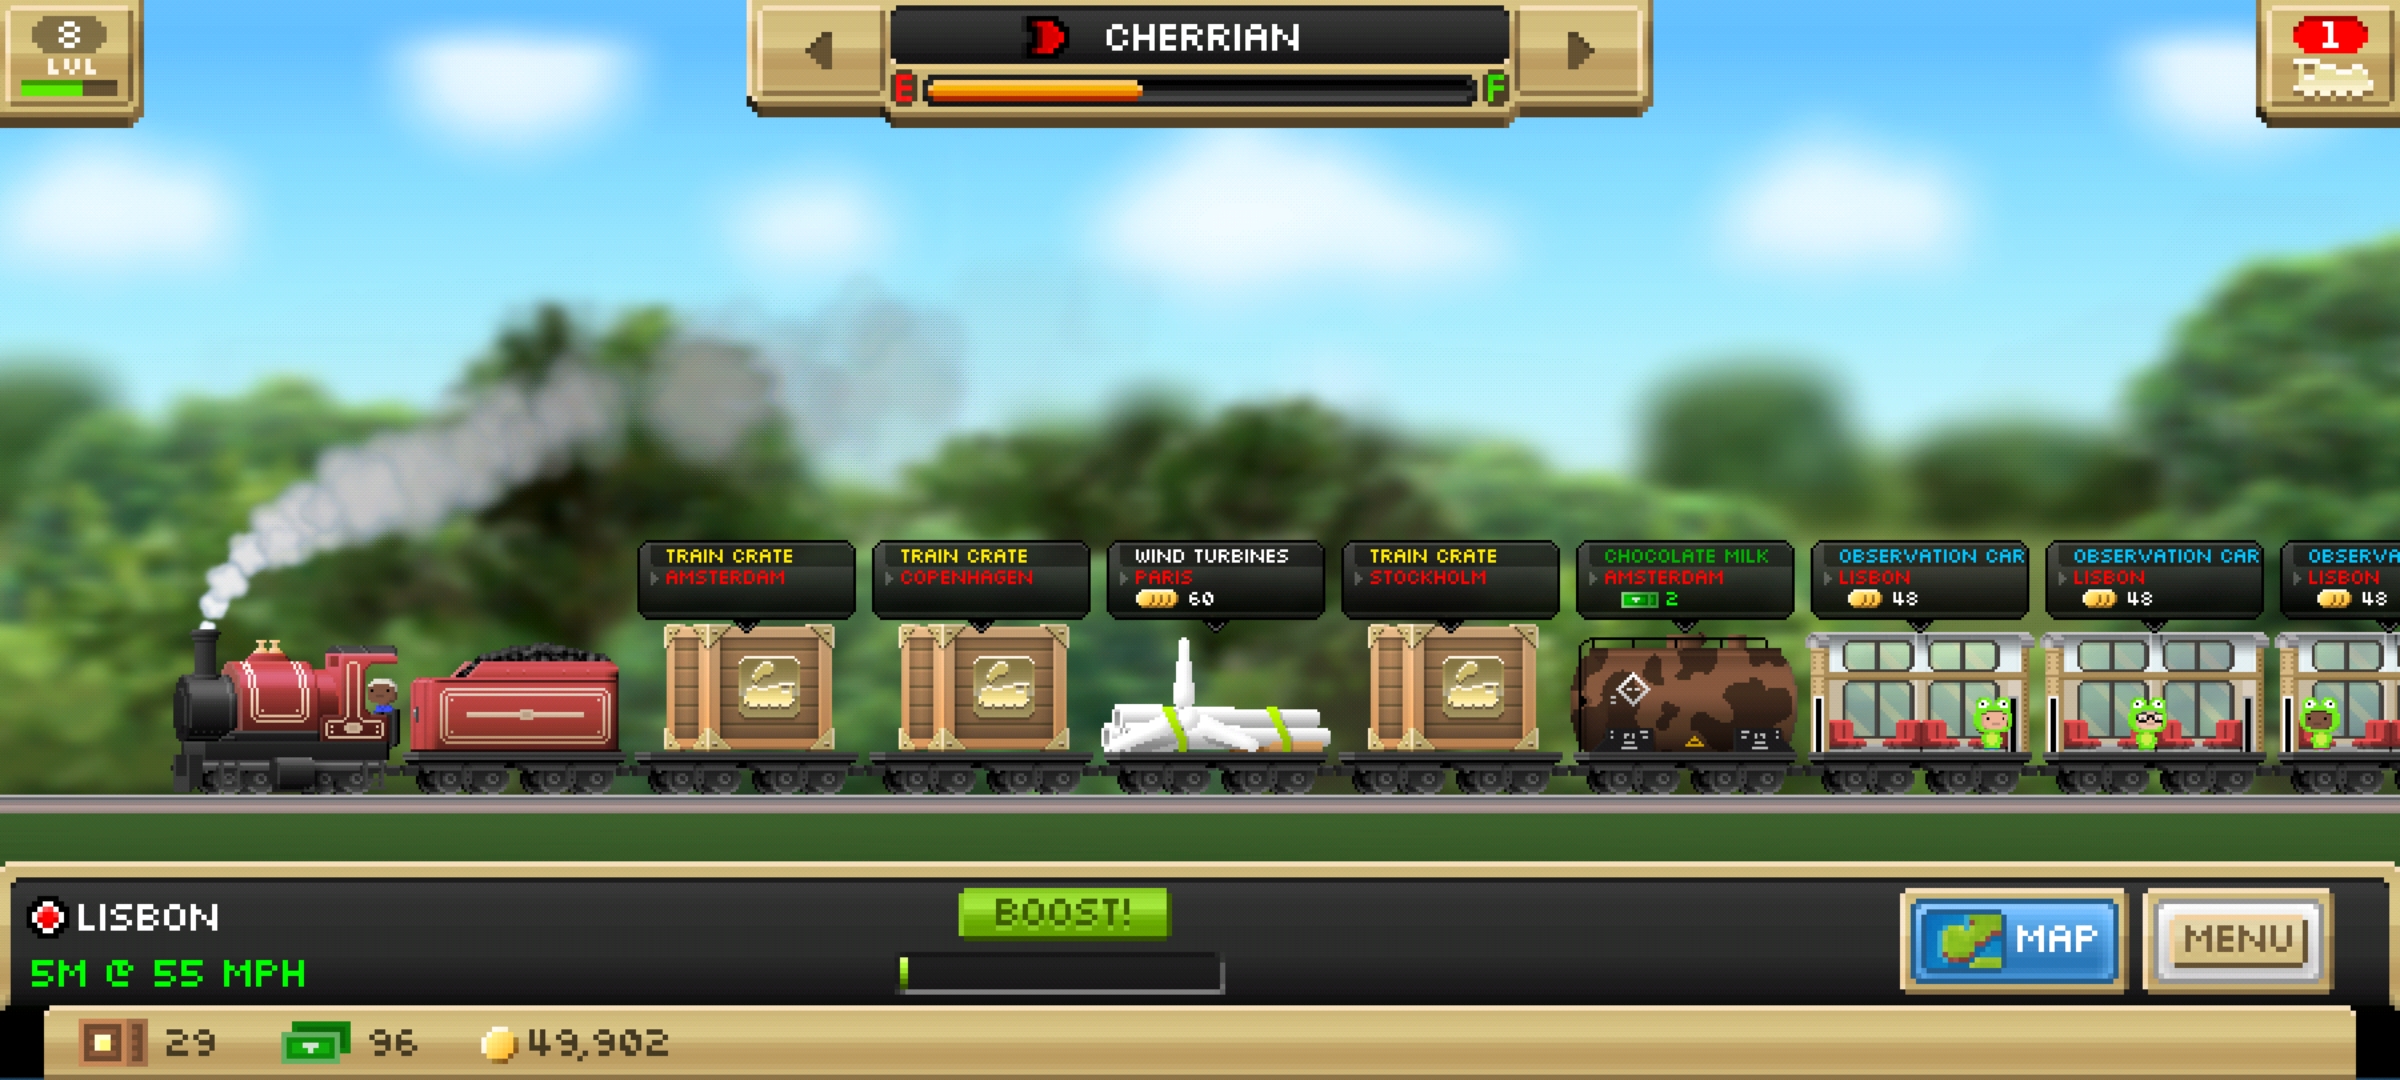 8
LVL
CHERRIAN
E F
1
TRAIN CRATE
AMSTERDAM
TRAIN CRATE
COPENHAGEN
WIND TURBINES
PARIS
60
TRAIN CRATE
STOCKHOLM
CHOCOLATE MILK
AMSTERDAM
2
OBSERVATION CAR
LISBON
48
OBSERVATION CAR
LISBON
48
OBSERVA
LISBON
48
LISBON
5M @ 55 MPH
BOOST!
MAP
MENU
29 96 49,902